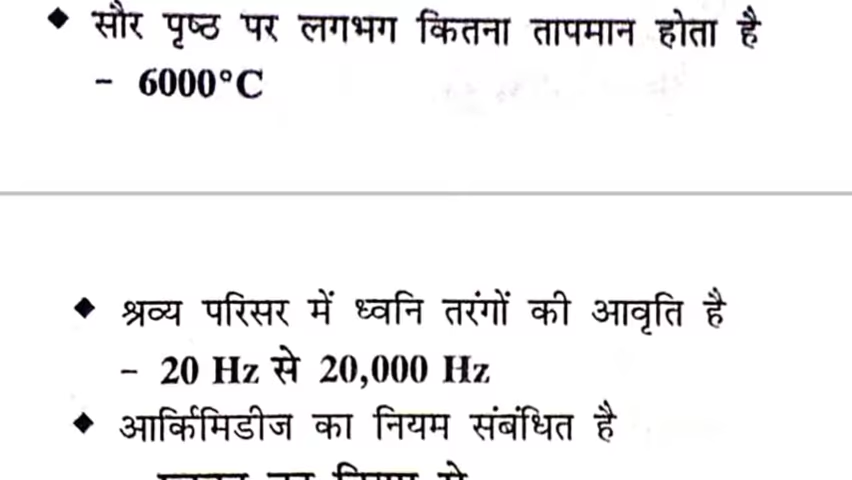 ◆ सौर पृष्ठ पर लगभग कितना तापमान होता है
– 6000°C
◆ श्रव्य परिसर में ध्वनि तरंगों की आवृति है
– 20 Hz से 20,000 Hz
◆ आर्किमिडीज का नियम संबंधित है